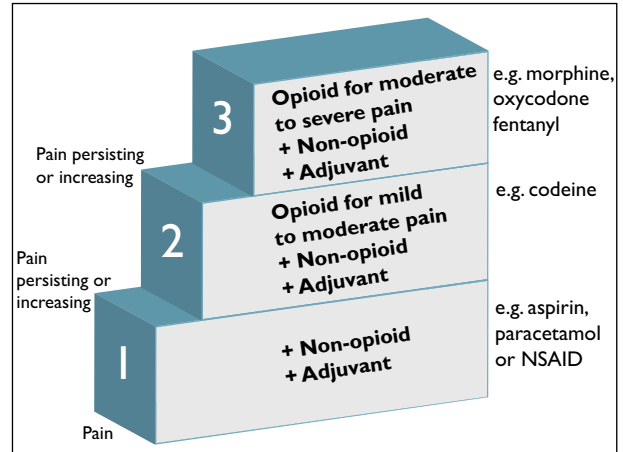 3
Opioid for moderate
to severe pain
+ Non-opioid
+ Adjuvant
e.g. morphine,
oxycodone
fentanyl
Pain persisting
or increasing
2
Opioid for mild
to moderate pain
+ Non-opioid
+ Adjuvant
e.g. codeine
Pain
persisting or
increasing
1
+ Non-opioid
+ Adjuvant
e.g. aspirin,
paracetamol
or NSAID
Pain